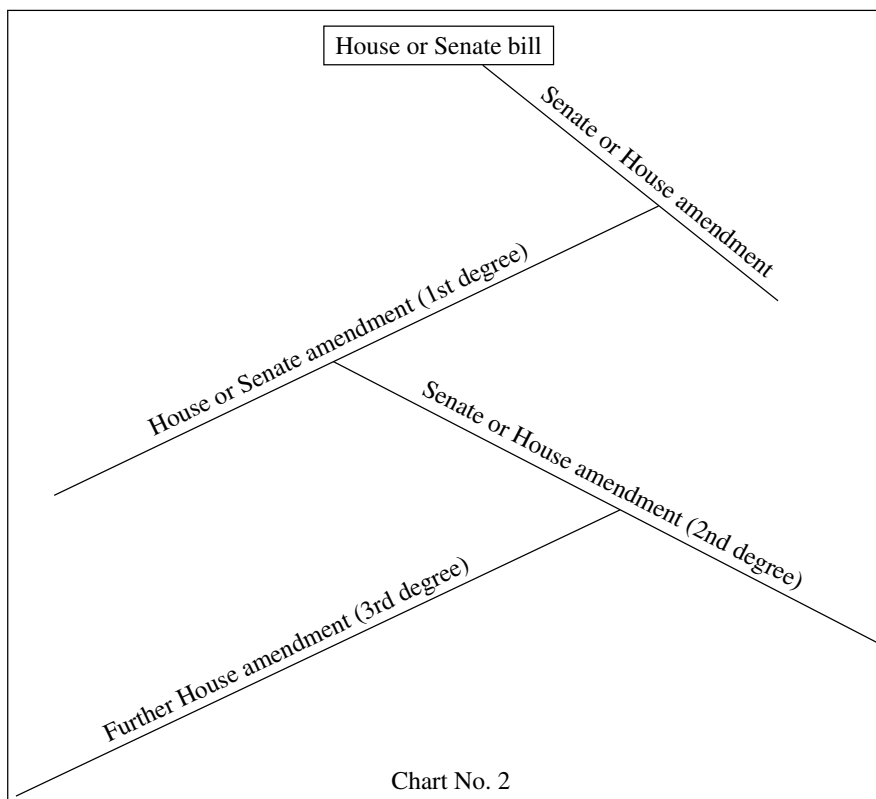 House or Senate bill
Senate or House amendment
House or Senate amendment (1st degree)
Senate or House amendment (2nd degree)
Further House amendment (3rd degree)
Chart No. 2